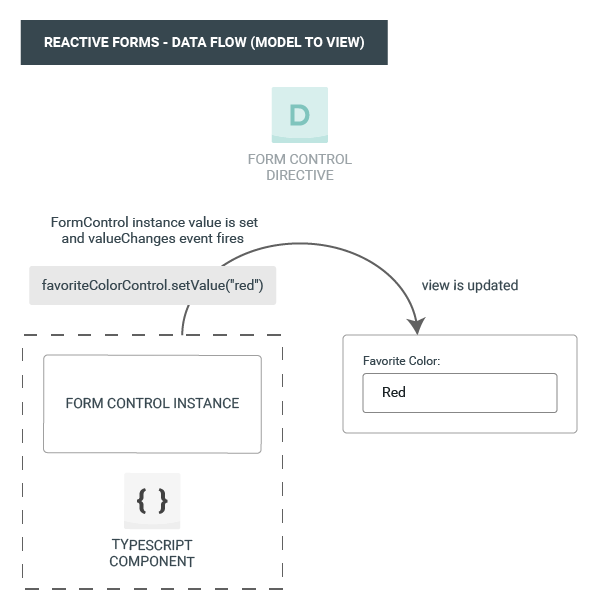 REACTIVE FORMS - DATA FLOW (MODEL TO VIEW)
D
FORM CONTROL
DIRECTIVE
FormControl instance value is set
and valueChanges event fires
favoriteColorControl.setValue("red")
view is updated
FORM CONTROL INSTANCE
Favorite Color:
Red
{ }
TYPESCRIPT
COMPONENT